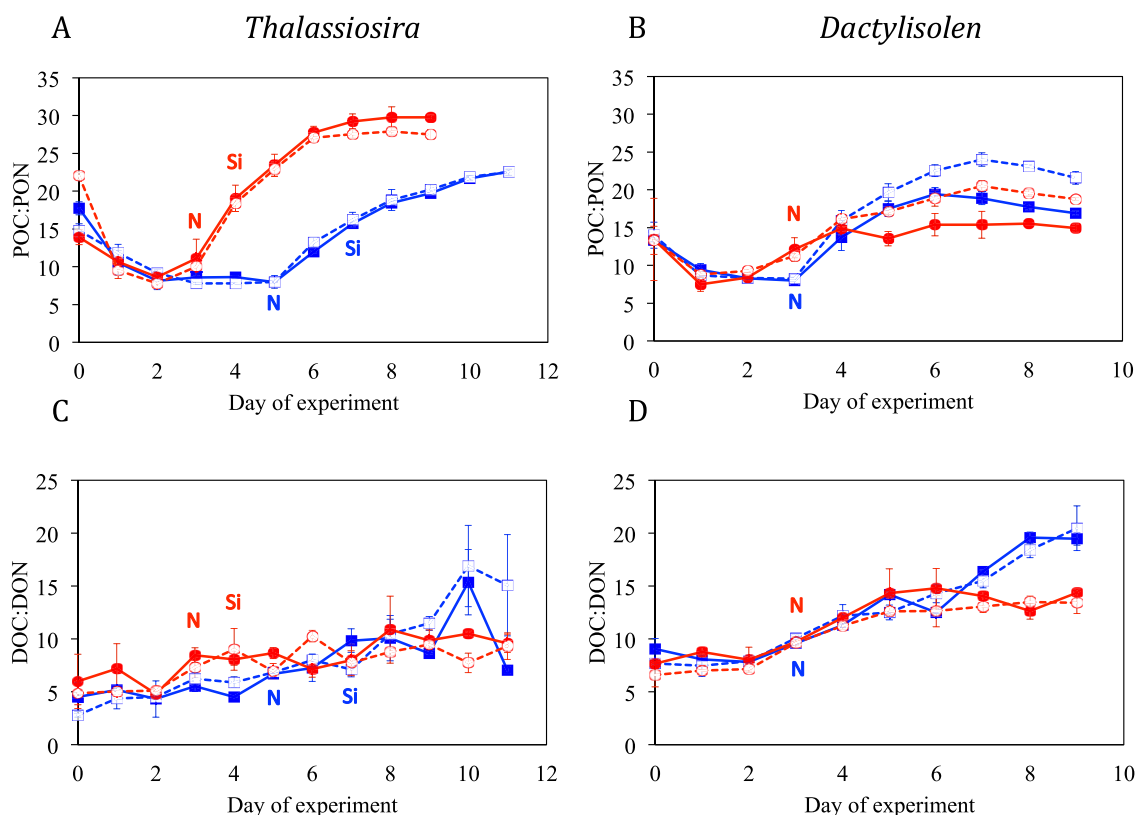 A Thalassiosira
B Dactylisolen
35
30
25
20
15
10
5
0
POC:PON
Si
N
Si
N
0 2 4 6 8 10 12
Day of experiment
35
30
25
20
15
10
5
0
POC:PON
N
N
0 2 4 6 8 10
Day of experiment
C
25
20
15
10
5
0
DOC:DON
N Si
N Si
0 2 4 6 8 10 12
Day of experiment
D
25
20
15
10
5
0
DOC:DON
N
N
0 2 4 6 8 10
Day of experiment